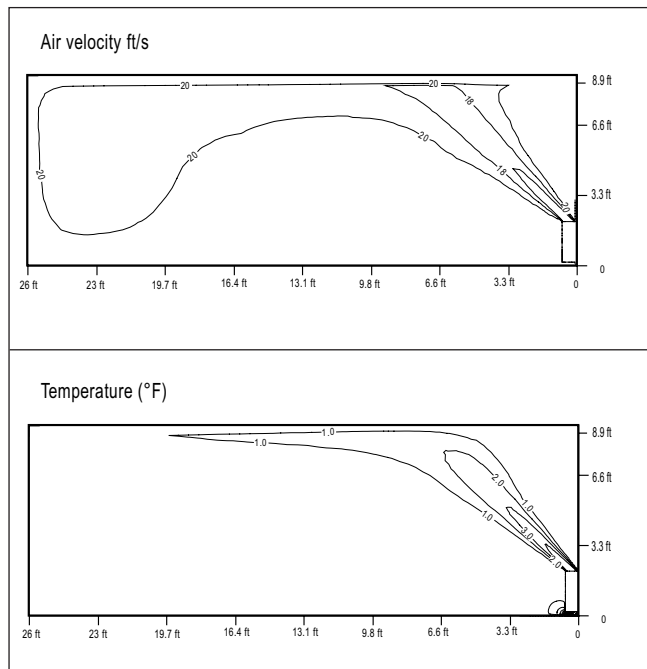 Air velocity ft/s
20
20
18
20
20
18
20
20
8.9 ft
6.6 ft
3.3 ft
0
26 ft
23 ft
19.7 ft
16.4 ft
13.1 ft
9.8 ft
6.6 ft
3.3 ft
0
Temperature (°F)
1.0
1.0
2.0
1.0
1.0
3.0
2.0
8.9 ft
6.6 ft
3.3 ft
0
26 ft
23 ft
19.7 ft
16.4 ft
13.1 ft
9.8 ft
6.6 ft
3.3 ft
0